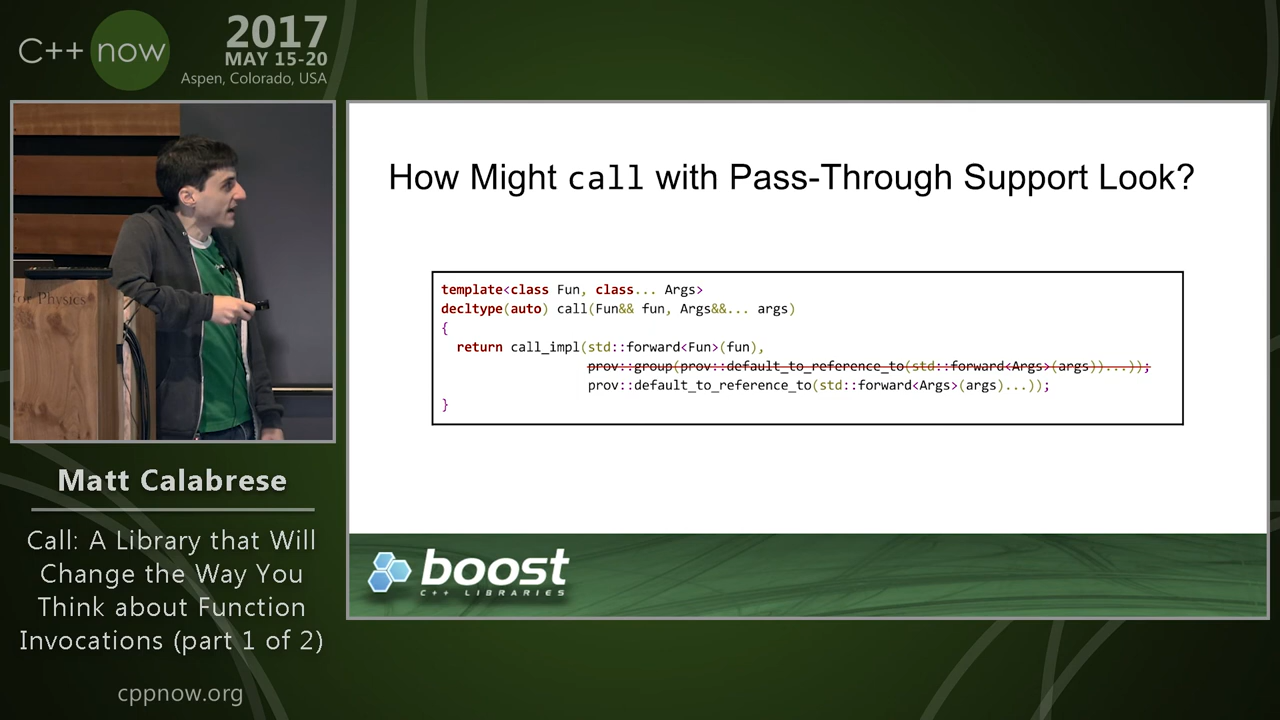 C++ now
2017
MAY 15-20
Aspen, Colorado, USA
for Physics
Matt Calabrese
Call: A Library that Will
Change the Way You
Think about Function
Invocations (part 1 of 2)
cppnow.org
How Might call with Pass-Through Support Look?
template<class Fun, class... Args>
decltype(auto) call(Fun&& fun, Args&&... args)
{
return call_impl(std::forward<Fun>(fun),
prov::group(prov::default_to_reference_to(std::forward<Args>(args))...));
prov::default_to_reference_to(std::forward<Args>(args)...));
}
boost
C++ LIBRARIES